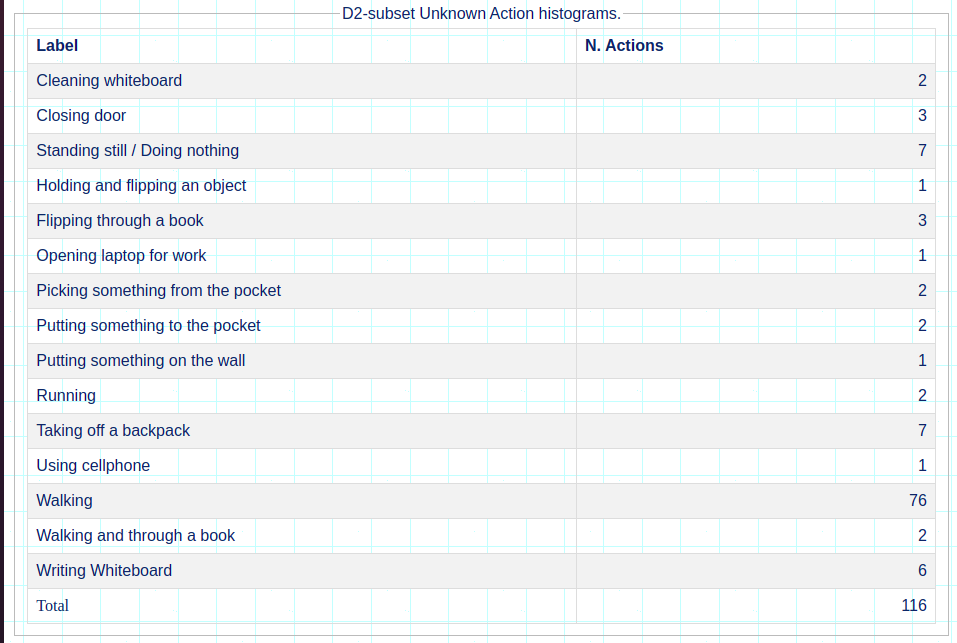 D2-subset Unknown Action histograms.
Label N. Actions
Cleaning whiteboard 2
Closing door 3
Standing still / Doing nothing 7
Holding and flipping an object 1
Flipping through a book 3
Opening laptop for work 1
Picking something from the pocket 2
Putting something to the pocket 2
Putting something on the wall 1
Running 2
Taking off a backpack 7
Using cellphone 1
Walking 76
Walking and through a book 2
Writing Whiteboard 6
Total 116